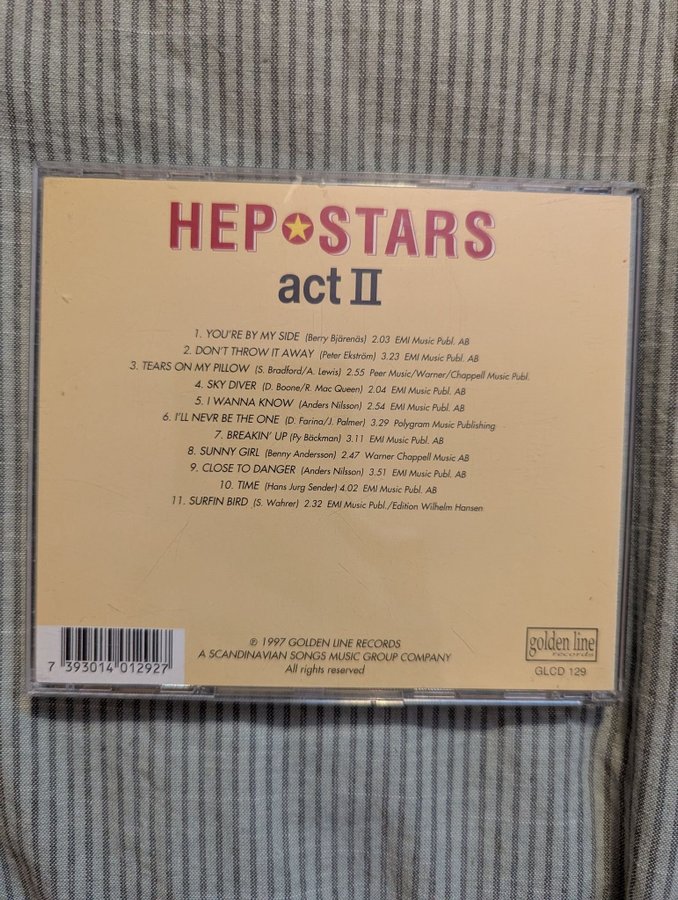 HEP STARS
act II
1. YOU'RE BY MY SIDE (Berry Bjärenäs) 2.03 EMI Music Publ. AB
2. DON'T THROW IT AWAY (Peter Ekström) 3.23 EMI Music Publ. AB
3. TEARS ON MY PILLOW (S. Bradford/A. Lewis) 2.55 Peer Music/Warner/Chappell Music Publ.
4. SKY DIVER (D. Boone/R. Mac Queen) 2.04 EMI Music Publ. AB
5. I WANNA KNOW (Anders Nilsson) 2.54 EMI Music Publ. AB
6. I'LL NEVR BE THE ONE (D. Farina/J. Palmer) 3.29 Polygram Music Publishing
7. BREAKIN' UP (Py Bäckman) 3.11 EMI Music Publ. AB
8. SUNNY GIRL (Benny Andersson) 2.47 Warner Chappell Music AB
9. CLOSE TO DANGER (Anders Nilsson) 3.51 EMI Music Publ. AB
10. TIME (Hans Jurg Sender) 4.02 EMI Music Publ. AB
11. SURFIN BIRD (S. Wahrer) 2.32 EMI Music Publ./Edition Wilhelm Hansen
℗ 1997 GOLDEN LINE RECORDS
A SCANDINAVIAN SONGS MUSIC GROUP COMPANY
All rights reserved
7 393014 012927
golden line
records
GLCD 129